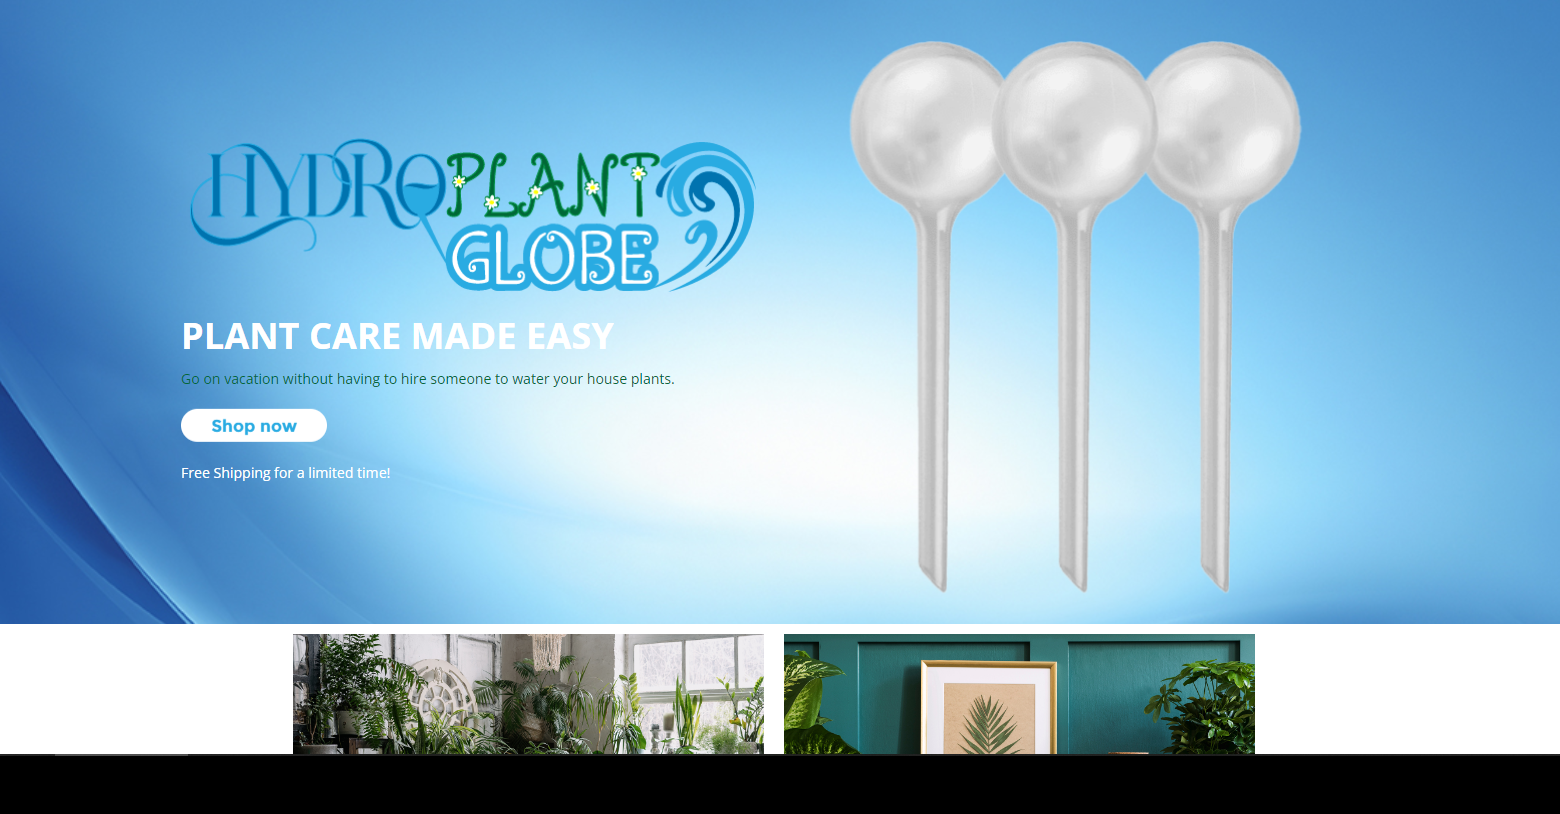 HYDROPLANT
GLOBE
PLANT CARE MADE EASY
Go on vacation without having to hire someone to water your house plants.
Shop now
Free Shipping for a limited time!